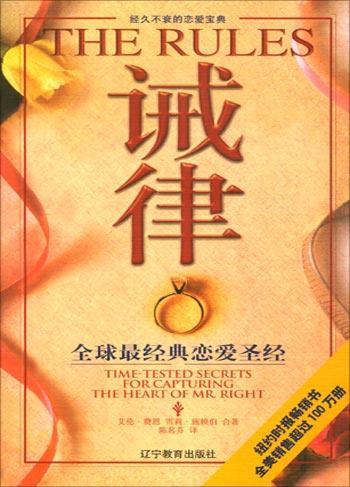 经久不衰的恋爱宝典
THE RULES
诫
律
全球最经典恋爱圣经
TIME-TESTED SECRETS
FOR CAPTURING
THE HEART OF MR. RIGHT
艾伦·费恩 雪莉·施赖伯 合著
陈茗芬 译
纽约时报畅销书
全美销售超过100万册
辽宁教育出版社